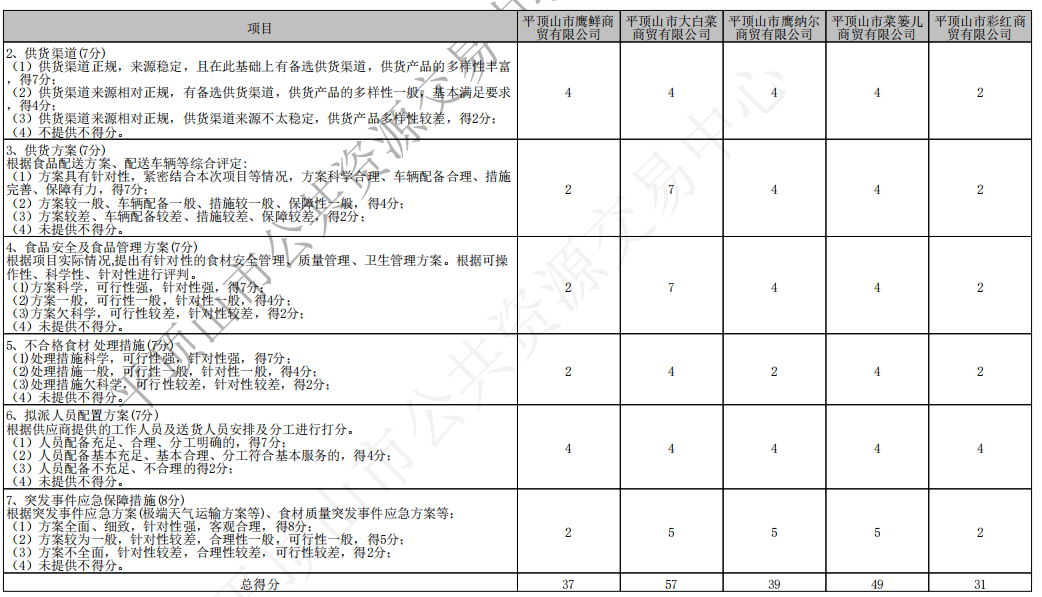 项目
平顶山市鹰鲜商
贸有限公司
平顶山市大白菜
商贸有限公司
平顶山市鹰纳尔
商贸有限公司
平顶山市菜篓儿
商贸有限公司
平顶山市彩红商
贸有限公司
2、供货渠道(7分)
（1）供货渠道正规，来源稳定，且在此基础上有备选供货渠道，供货产品的多样性丰富
，得7分；
（2）供货渠道来源相对正规，有备选供货渠道，供货产品的多样性一般，基本满足要求
，得4分；
（3）供货渠道来源相对正规，供货渠道来源不太稳定，供货产品多样性较差，得2分；
（4）不提供不得分。
4 4 4 4 2
3、供货方案(7分)
根据食品配送方案、配送车辆等综合评定:
（1）方案具有针对性，紧密结合本次项目等情况，方案科学合理、车辆配备合理、措施
完善、保障有力，得7分；
（2）方案较一般、车辆配备一般、措施较一般、保障性一般，得4分；
（3）方案较差、车辆配备较差、措施较差、保障较差，得2分；
（4）未提供不得分。
2 7 4 4 2
4、食品安全及食品管理方案(7分)
根据项目实际情况,提出有针对性的食材安全管理、质量管理、卫生管理方案。根据可操
作性、科学性、针对性进行评判。
(1)方案科学，可行性强，针对性强，得7分；
(2)方案一般，可行性一般，针对性一般，得4分；
(3)方案欠科学，可行性较差，针对性较差，得2分；
(4）未提供不得分。
2 7 4 4 2
5、不合格食材 处理措施(7分)
(1)处理措施科学，可行性强，针对性强，得7分；
(2)处理措施一般，可行性一般，针对性一般，得4分；
(3)处理措施欠科学，可行性较差，针对性较差，得2分；
(4）未提供不得分。
2 4 2 4 2
6、拟派人员配置方案(7分)
根据供应商提供的工作人员及送货人员安排及分工进行打分。
（1）人员配备充足、合理、分工明确的，得7分；
（2）人员配备基本充足、基本合理、分工符合基本服务的，得4分；
（3）人员配备不充足、不合理的得2分；
（4）未提供不得分。
4 4 4 4 4
7、突发事件应急保障措施(8分)
根据突发事件应急方案(极端天气运输方案等)、食材质量突发事件应急方案等:
（1）方案全面、细致，针对性强，客观合理，得8分；
（2）方案较为一般，针对性较差，合理性一般，可行性一般，得5分；
（3）方案不全面，针对性较差，合理性较差，可行性较差，得2分；
（4）未提供不得分。
2 5 5 5 2
总得分 37 57 39 49 31
平顶山市公共资源交易中
平顶山市公共资源交易中心